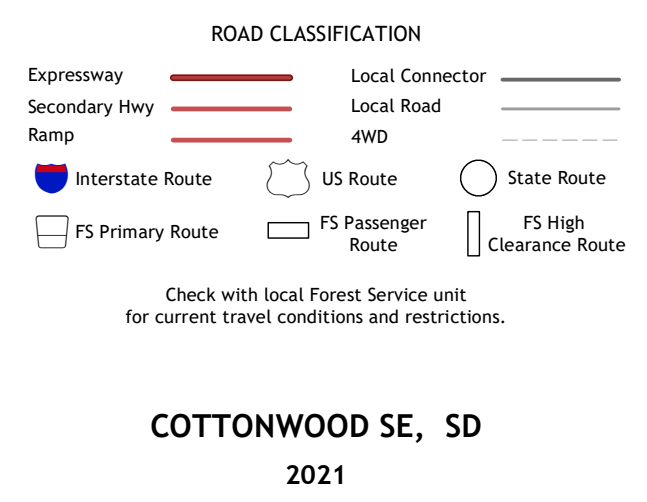 ROAD CLASSIFICATION
Expressway
Local Connector
Secondary Hwy
Local Road
Ramp
4WD
Interstate Route
US Route
State Route
FS Primary Route
FS Passenger
Route
FS High
Clearance Route
Check with local Forest Service unit
for current travel conditions and restrictions.
COTTONWOOD SE, SD
2021